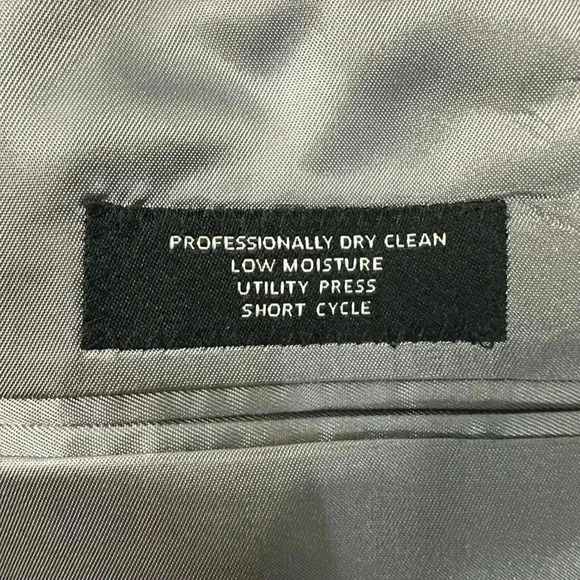 PROFESSIONALLY DRY CLEAN
LOW MOISTURE
UTILITY PRESS
SHORT CYCLE